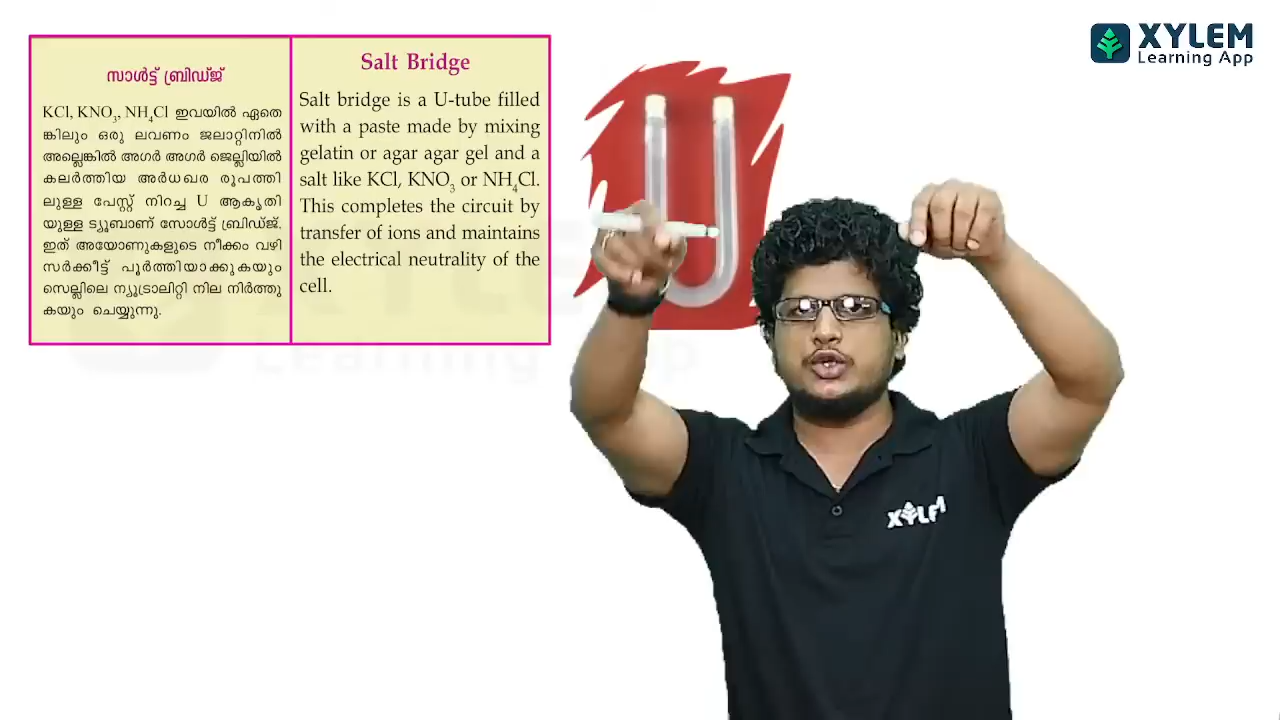 XYLEM
Learning App
സാൾട്ട് ബ്രിഡ്ജ്
KCl, KNO₃, NH₄Cl ഇവയിൽ ഏതെ
ങ്കിലും ഒരു ലവണം ജലാറ്റിനിൽ
അല്ലെങ്കിൽ അഗർ അഗർ ജെല്ലിയിൽ
കലർത്തിയ അർധഖര രൂപത്തി
ലുള്ള പേസ്റ്റ് നിറച്ച U ആകൃതി
യുള്ള ട്യൂബാണ് സോൾട്ട് ബ്രിഡ്ജ്.
ഇത് അയോണുകളുടെ നീക്കം വഴി
സർക്കീട്ട് പൂർത്തിയാക്കുകയും
സെല്ലിലെ ന്യൂട്രാലിറ്റി നില നിർത്തു
കയും ചെയ്യുന്നു.
Salt Bridge
Salt bridge is a U-tube filled
with a paste made by mixing
gelatin or agar agar gel and a
salt like KCl, KNO₃ or NH₄Cl.
This completes the circuit by
transfer of ions and maintains
the electrical neutrality of the
cell.
XYLEM
Learning App